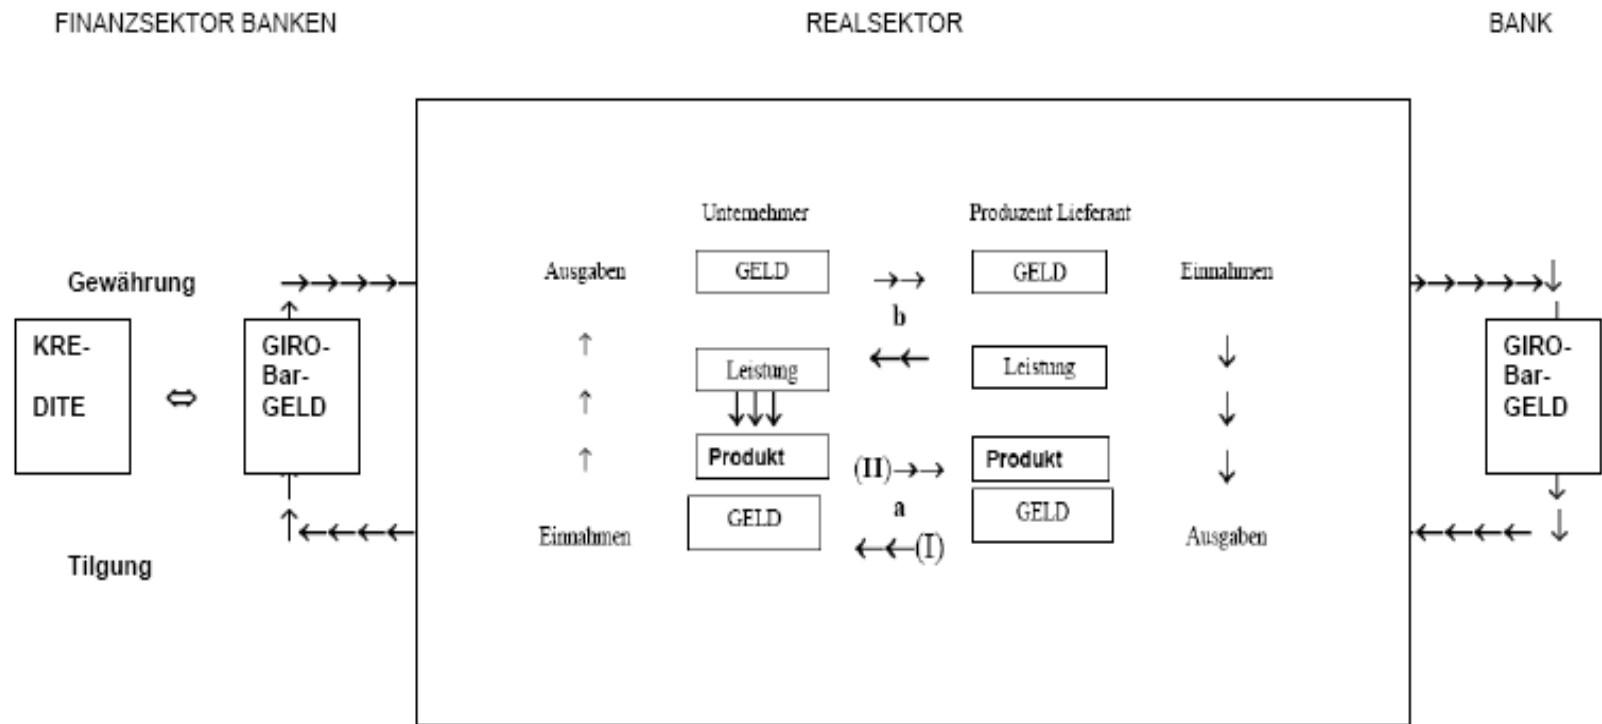 FINANZSEKTOR BANKEN REALSEKTOR BANK
Unternehmer Produzent Lieferant
Gewährung →→→→→ Ausgaben GELD →→ GELD Einnahmen →→→→→ ↓
b
KRE-
DITE
⇔
GIRO-
Bar-
GELD
↑ ←← ↓
Leistung Leistung
↑ ↓↓↓ ↓
Produkt (II)→→ Produkt
↑ ↓
a
GELD GELD
Einnahmen ←←(I) Ausgaben
GIRO-
Bar-
GELD
↑ ←←←← ←←←← ↓
Tilgung